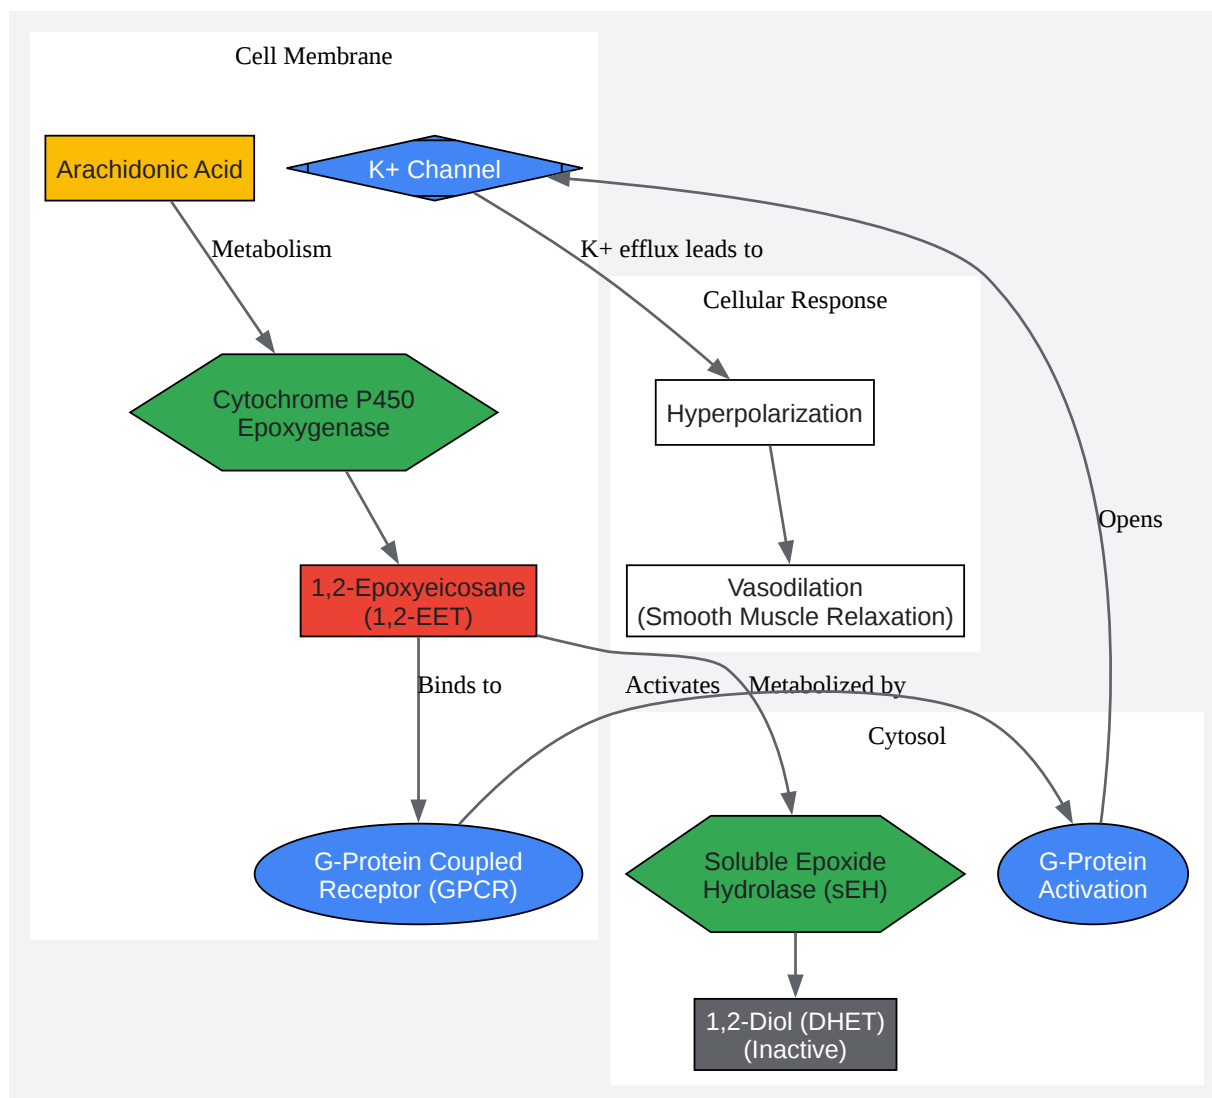 Cell Membrane
Arachidonic Acid
K+ Channel
Metabolism
K+ efflux leads to
Cellular Response
Cytochrome P450
Epoxygenase
Hyperpolarization
Opens
1,2-Epoxyeicosane
(1,2-EET)
Vasodilation
(Smooth Muscle Relaxation)
Binds to
Activates
Metabolized by
Cytosol
G-Protein Coupled
Receptor (GPCR)
Soluble Epoxide
Hydrolase (sEH)
G-Protein
Activation
1,2-Diol (DHET)
(Inactive)